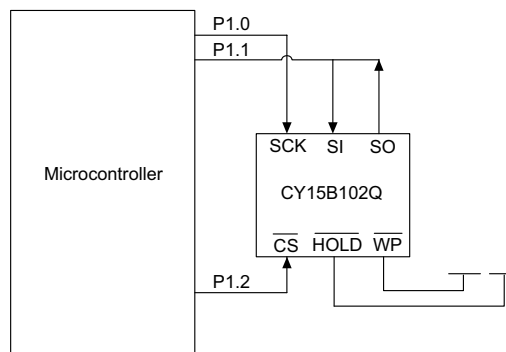 P1.0
P1.1
SCK SI SO
Microcontroller
CY15B102Q
CS HOLD WP
P1.2